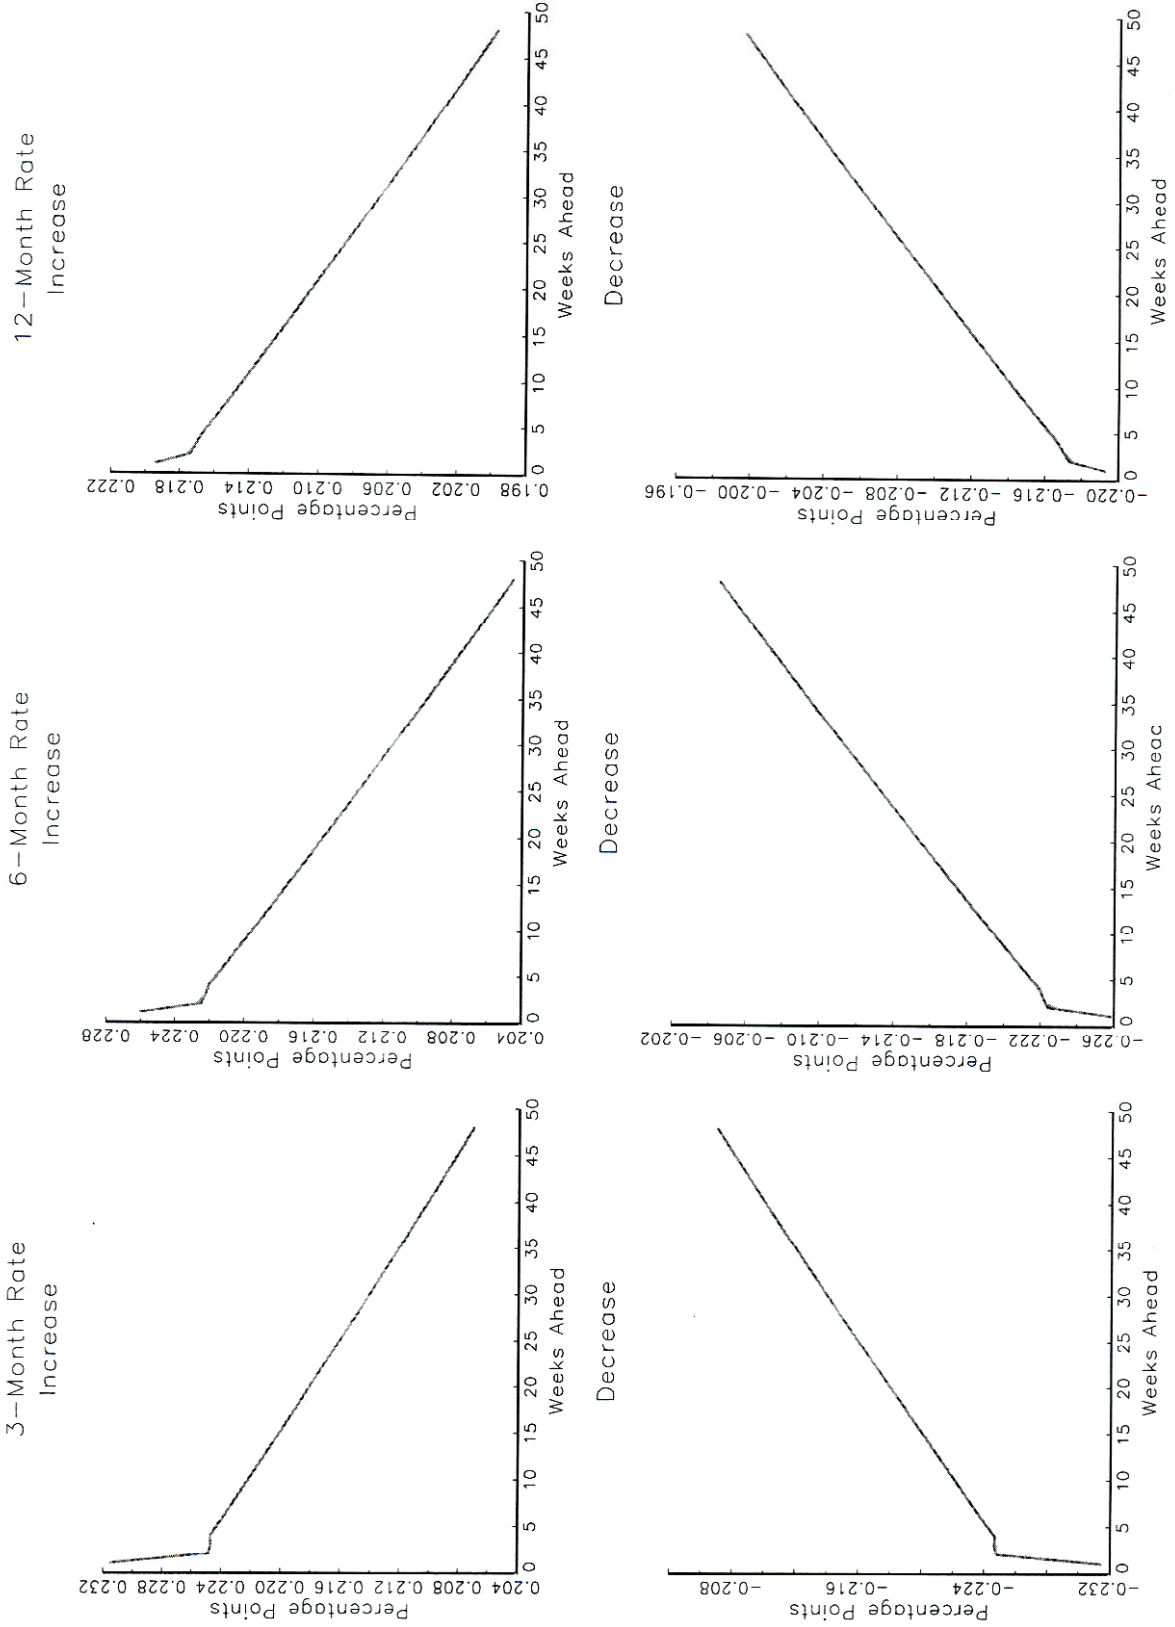 3-Month Rate
Increase
Percentage Points
0.232
0.228
0.224
0.220
0.216
0.212
0.208
0.204
0 5 10 15 20 25 30 35 40 45 50
Weeks Ahead
6-Month Rate
Increase
Percentage Points
0.228
0.224
0.220
0.216
0.212
0.208
0.204
0 5 10 15 20 25 30 35 40 45 50
Weeks Ahead
12-Month Rate
Increase
Percentage Points
0.222
0.218
0.214
0.210
0.206
0.202
0.198
0 5 10 15 20 25 30 35 40 45 50
Weeks Ahead
Decrease
Percentage Points
-0.208
-0.216
-0.224
-0.232
0 5 10 15 20 25 30 35 40 45 50
Weeks Ahead
Decrease
Percentage Points
-0.202
-0.206
-0.210
-0.214
-0.218
-0.222
-0.226
0 5 10 15 20 25 30 35 40 45 50
Weeks Aheac
Decrease
Percentage Points
-0.196
-0.200
-0.204
-0.208
-0.212
-0.216
-0.220
0 5 10 15 20 25 30 35 40 45 50
Weeks Ahead